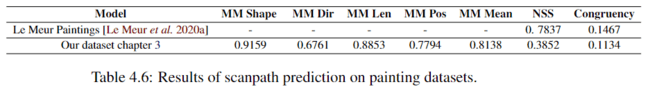 Model MM Shape MM Dir MM Len MM Pos MM Mean NSS Congruency
Le Meur Paintings [Le Meur et al. 2020a] - - - - - 0. 7837 0.1467
Our dataset chapter 3 0.9159 0.6761 0.8853 0.7794 0.8138 0.3852 0.1134
Table 4.6: Results of scanpath prediction on painting datasets.